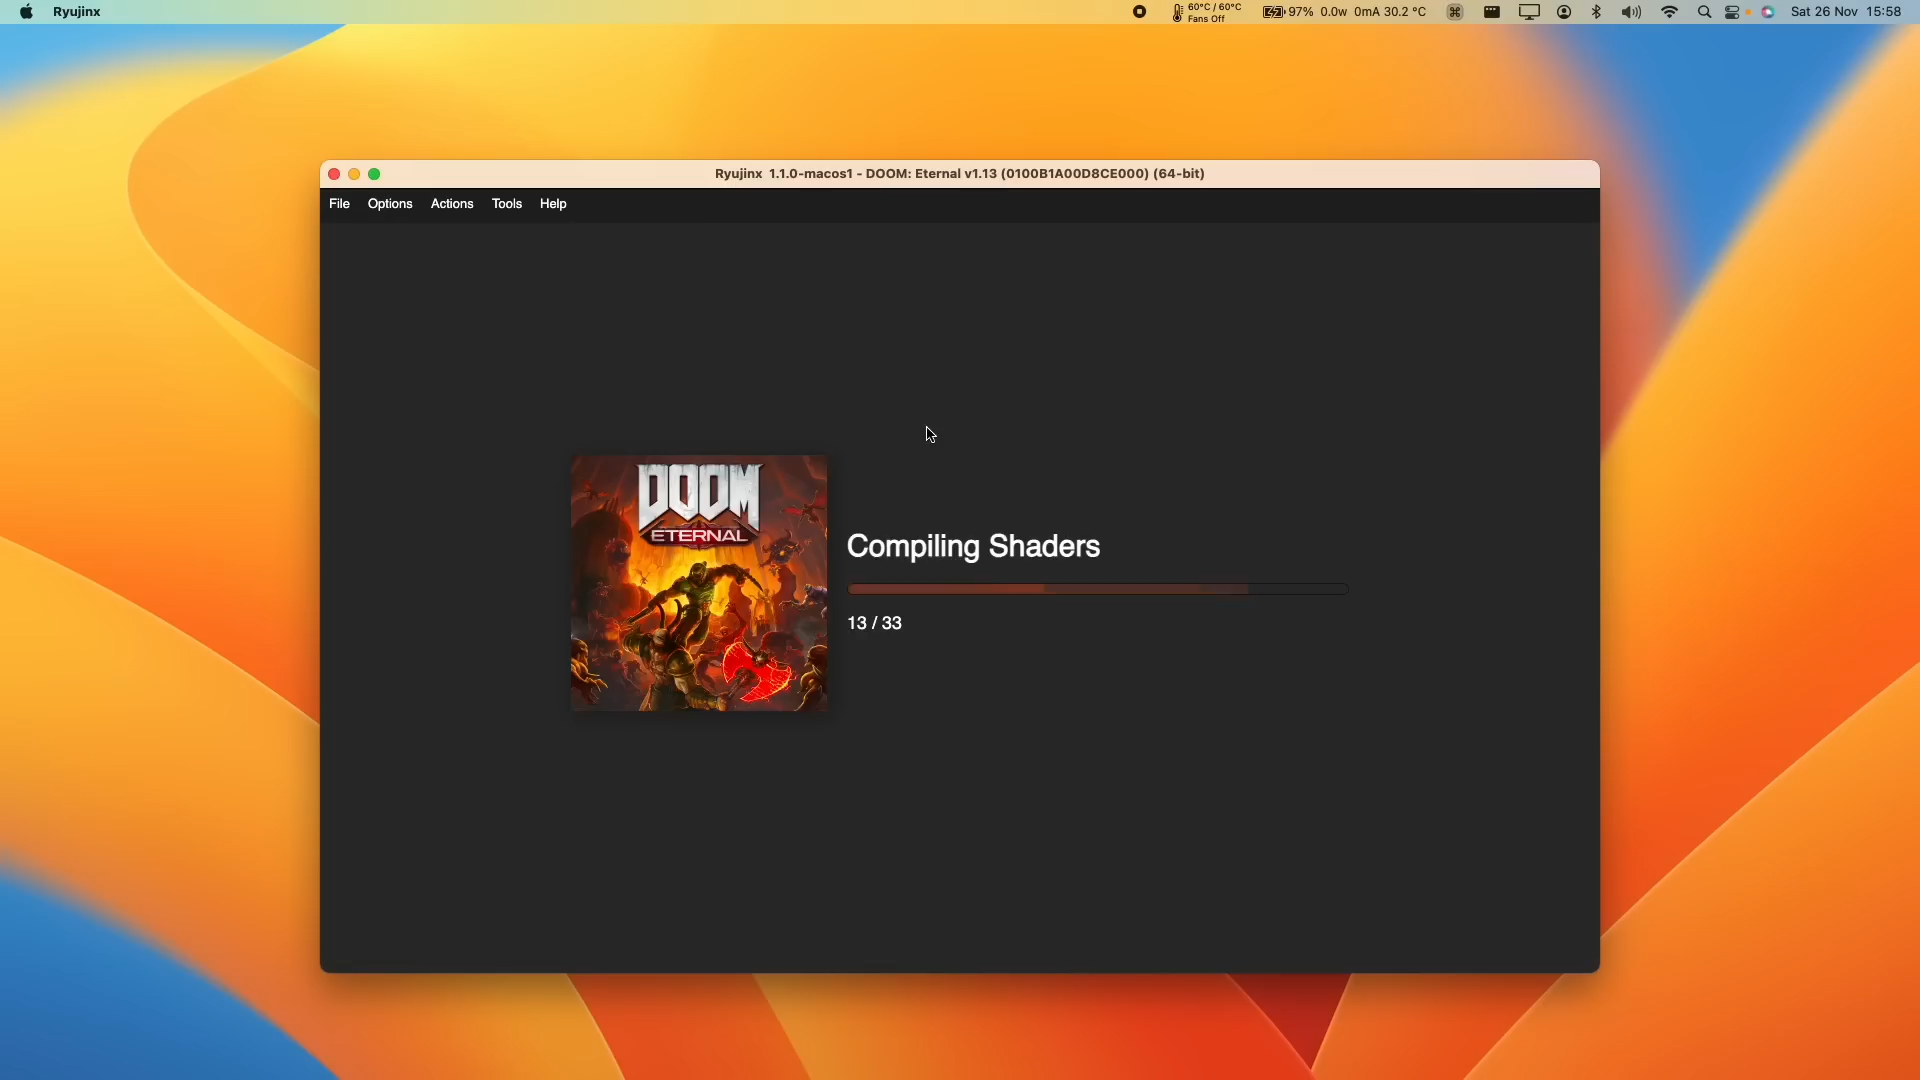 Ryujinx
60°C / 60°C
Fans Off
97% 0.0w 0mA 30.2 °C
Sat 26 Nov 15:58
Ryujinx 1.1.0-macos1 - DOOM: Eternal v1.13 (0100B1A00D8CE000) (64-bit)
File Options Actions Tools Help
DOOM
ETERNAL
Compiling Shaders
13 / 33